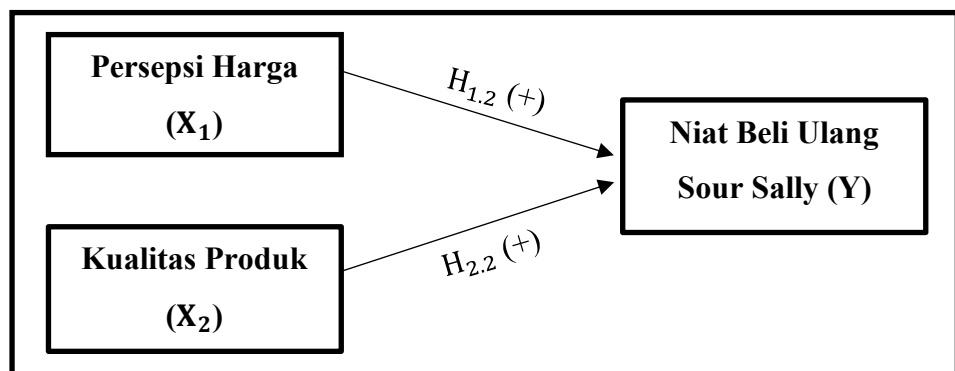 Persepsi Harga
(X₁)
H₁.₂ (+)
Niat Beli Ulang
Sour Sally (Y)
Kualitas Produk
(X₂)
H₂.₂ (+)